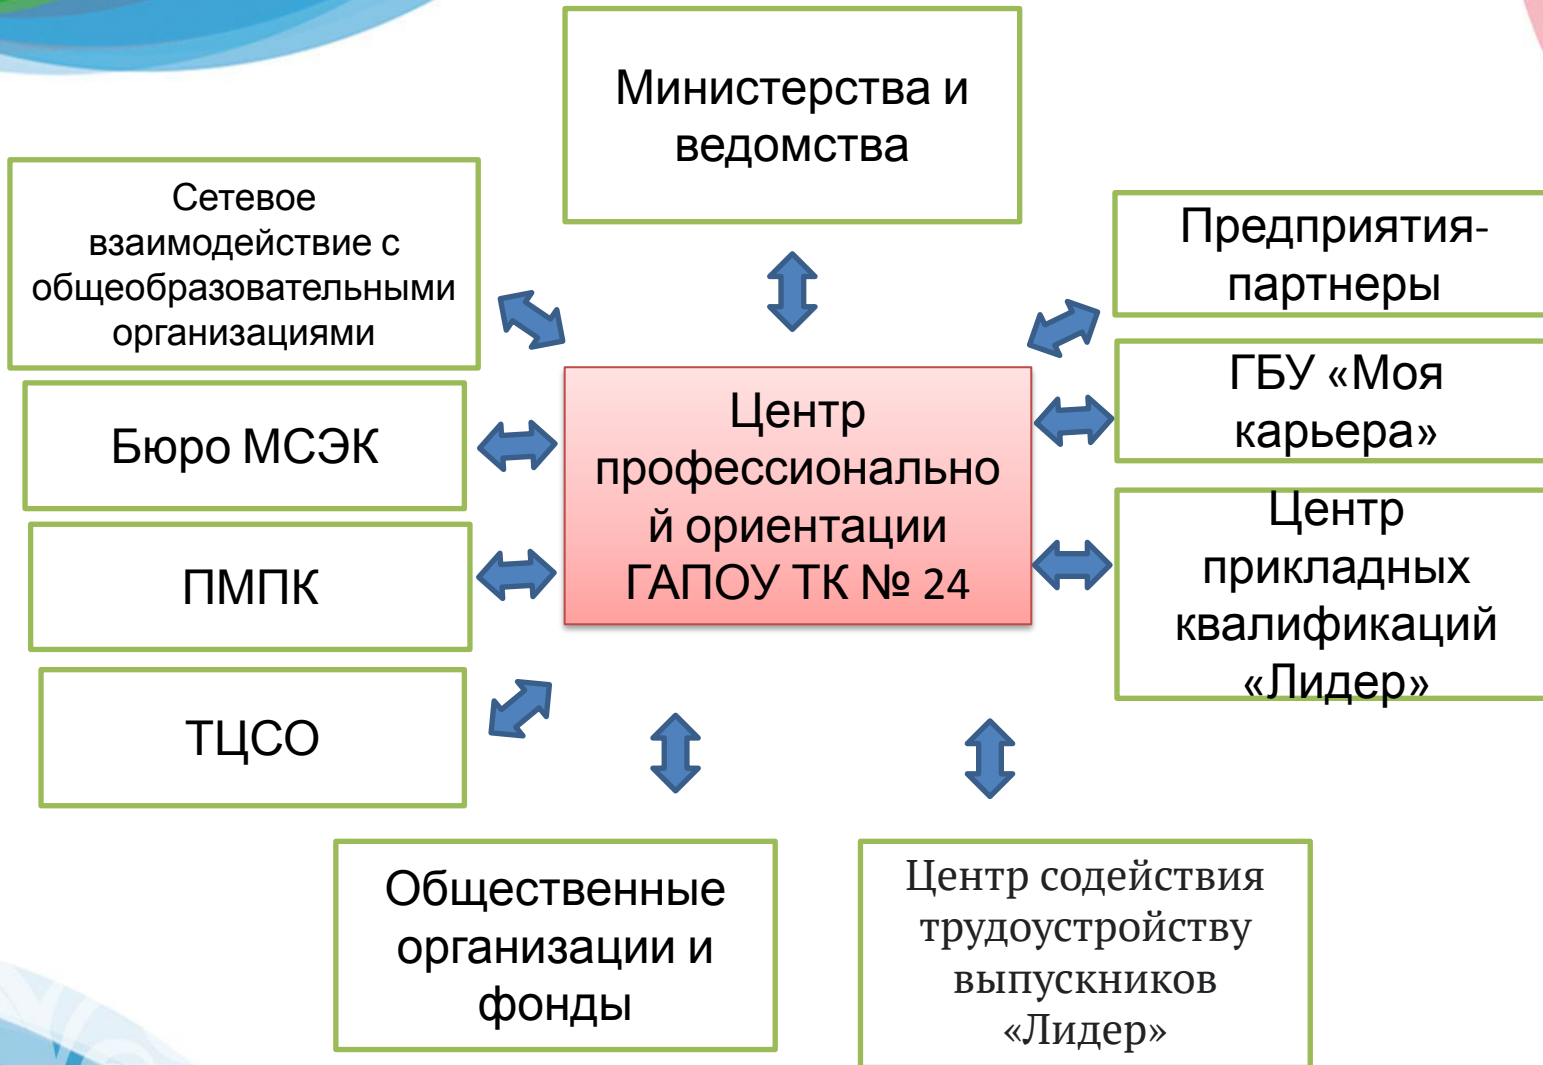 Министерства и
ведомства
Сетевое
взаимодействие с
общеобразовательными
организациями
Бюро МСЭК
ПМПК
ТЦСО
Центр
профессионально
й ориентации
ГАПОУ ТК № 24
Предприятия-
партнеры
ГБУ «Моя
карьера»
Центр
прикладных
квалификаций
«Лидер»
Общественные
организации и
фонды
Центр содействия
трудоустройству
выпускников
«Лидер»